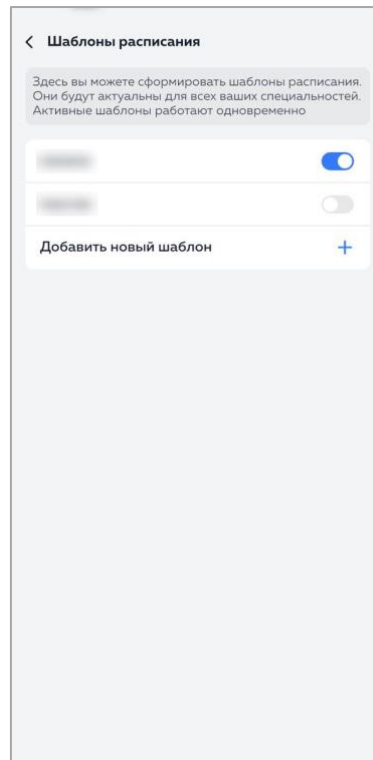 Шаблоны расписания
Здесь вы можете сформировать шаблоны расписания.
Они будут актуальны для всех ваших специальностей.
Активные шаблоны работают одновременно
Добавить новый шаблон